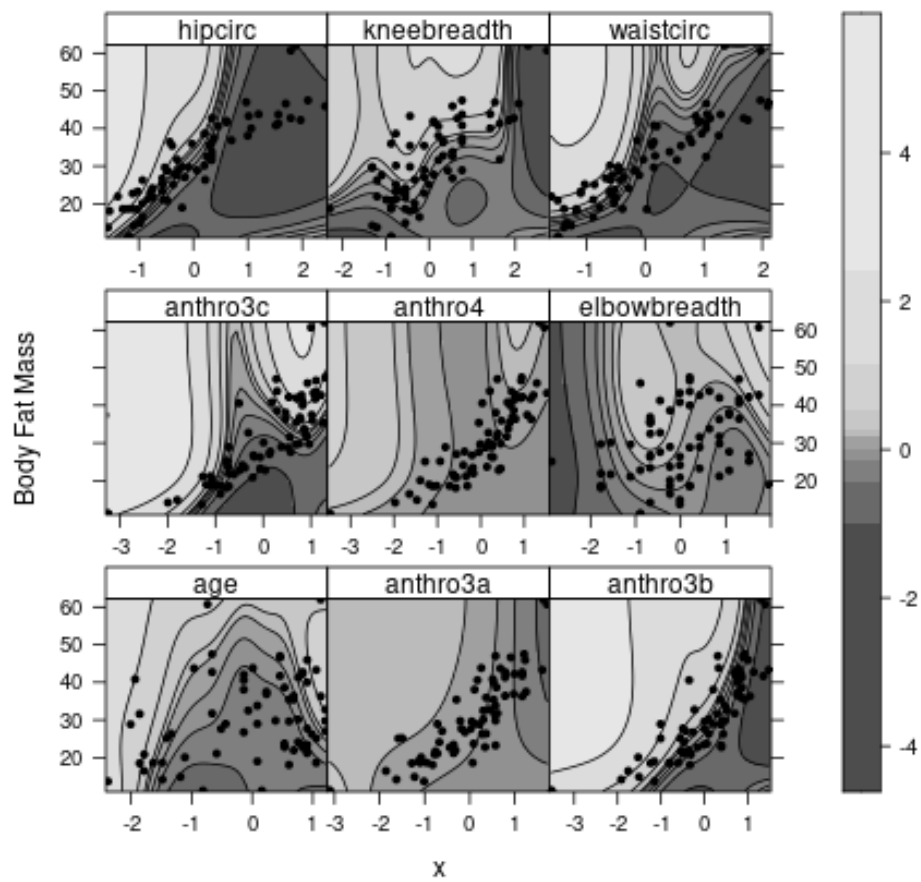 hipcirc kneebreadth waistcirc
60
50
40
30
20
-1 0 1 2 -2 -1 0 1 2 -1 0 1 2
anthro3c anthro4 elbowbreadth
60
50
40
30
20
-3 -2 -1 0 1 -3 -2 -1 0 1 -2 -1 0 1
age anthro3a anthro3b
60
50
40
30
20
-2 -1 0 1 -3 -2 -1 0 1 -3 -2 -1 0 1
x
Body Fat Mass
4
2
0
-2
-4